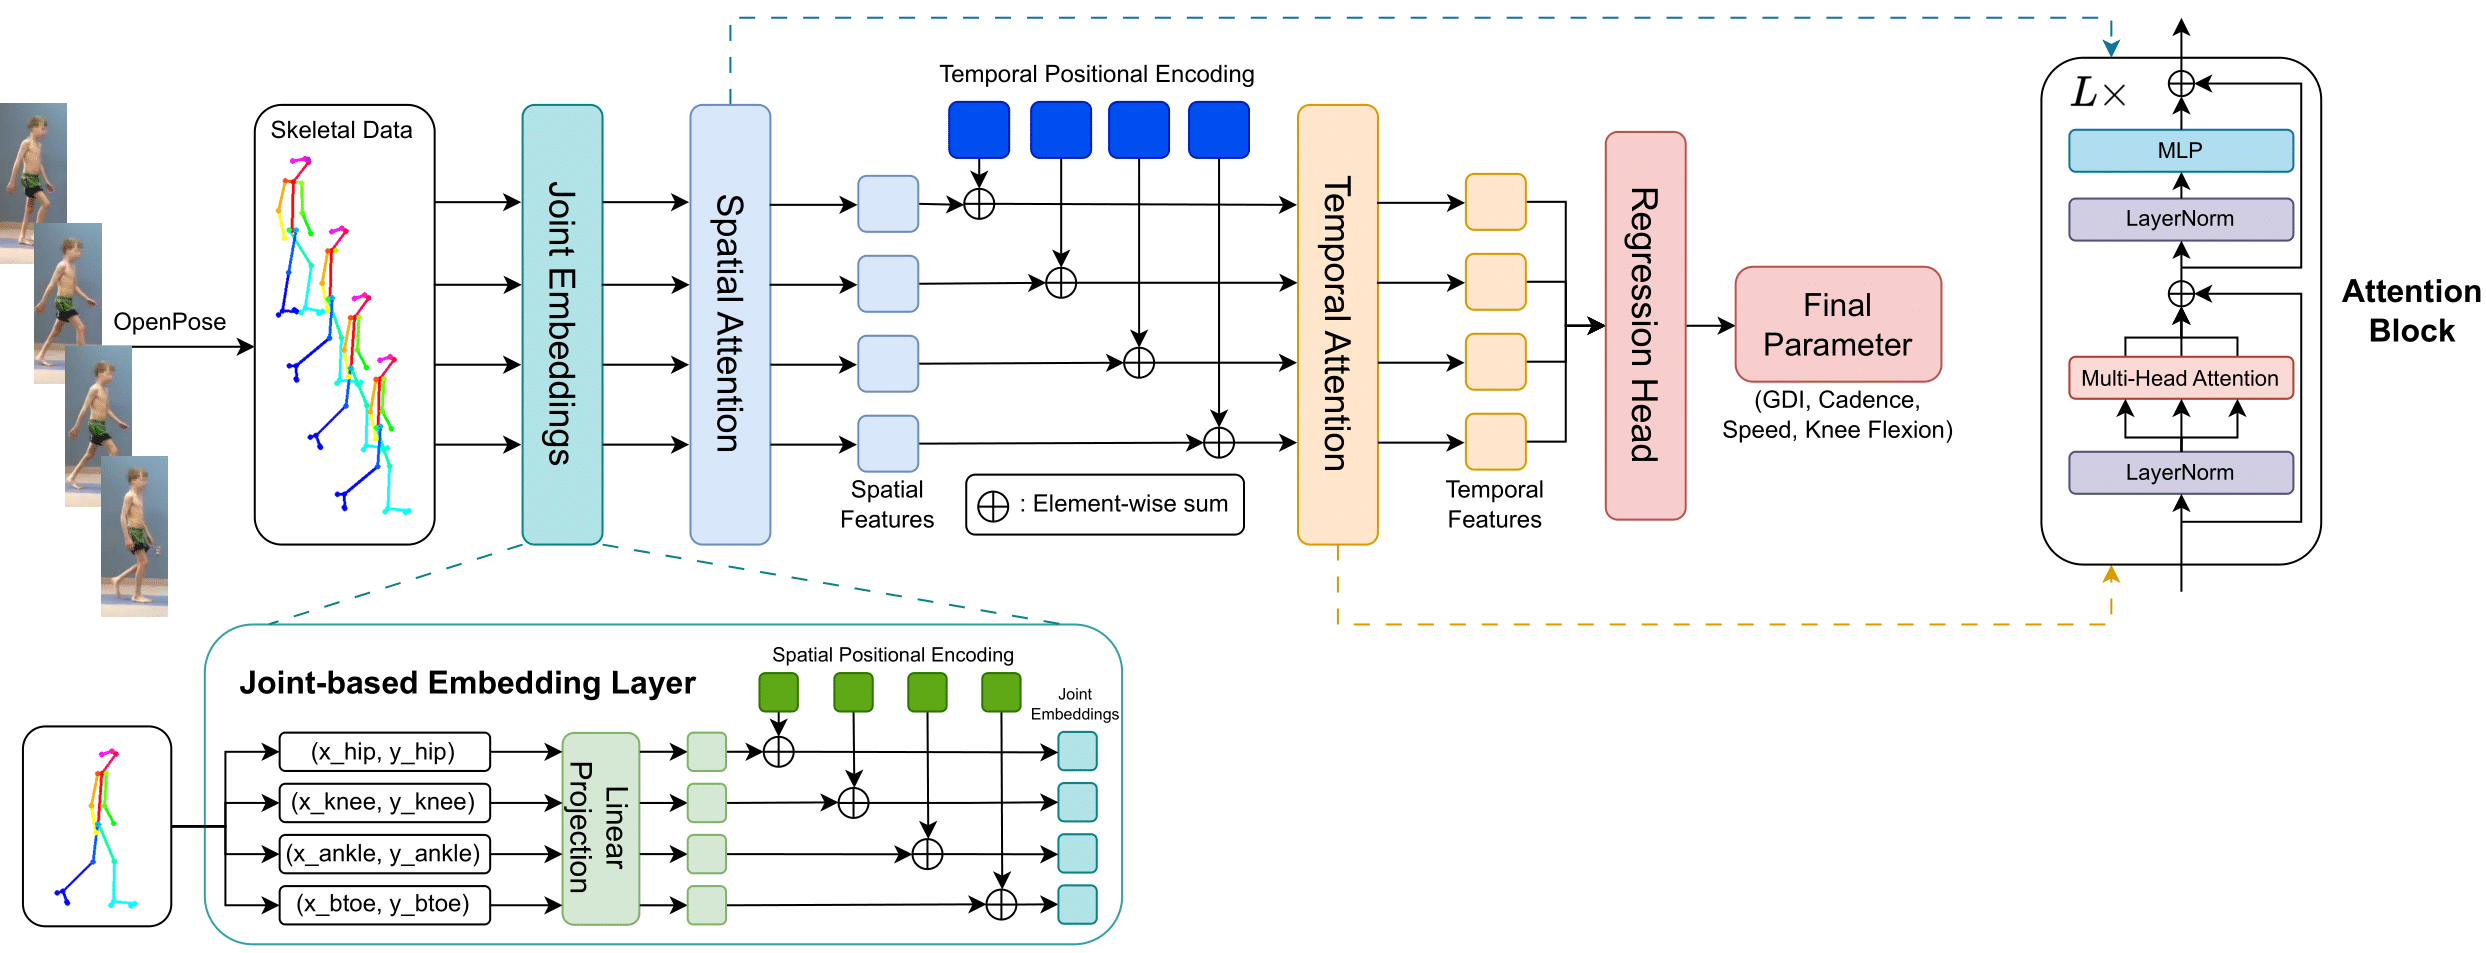 OpenPose
Skeletal Data
Joint Embeddings
Spatial Attention
Spatial
Features
Temporal Positional Encoding
: Element-wise sum
Temporal Attention
Temporal
Features
Regression Head
Final
Parameter
(GDI, Cadence,
Speed, Knee Flexion)
L×
MLP
LayerNorm
Multi-Head Attention
LayerNorm
Attention
Block
Joint-based Embedding Layer
(x_hip, y_hip)
(x_knee, y_knee)
(x_ankle, y_ankle)
(x_btoe, y_btoe)
Linear
Projection
Spatial Positional Encoding
Joint
Embeddings